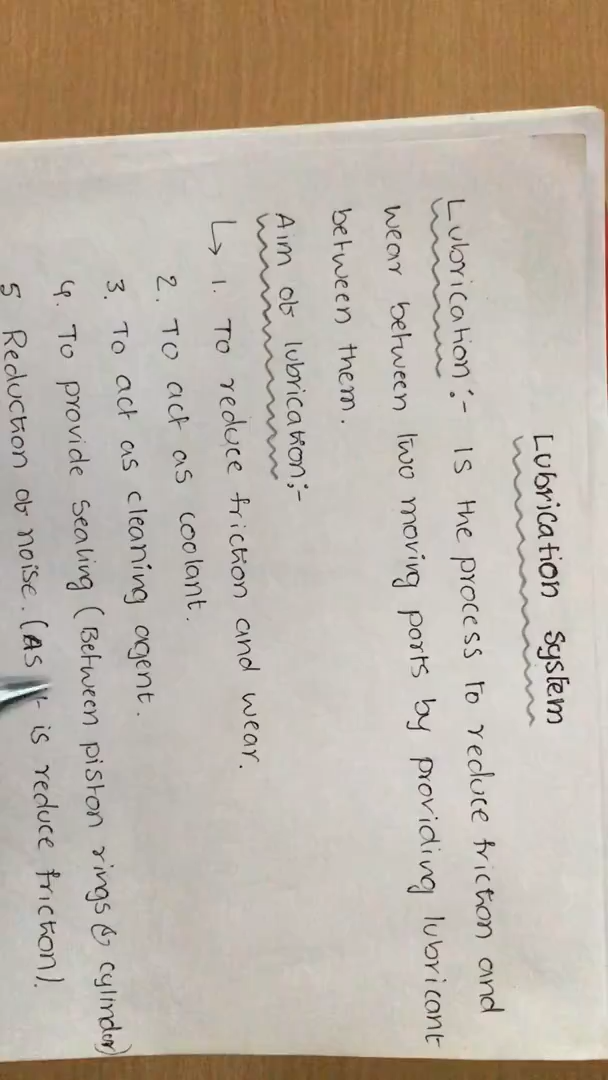 Lubrication System
Lubrication :- Is the process to reduce friction and
wear between two moving parts by providing lubricant
between them.
Aim of lubrication:-
↳ 1. To reduce friction and wear.
2. To act as coolant.
3. To act as cleaning agent.
4. To provide sealing (Between piston rings & cylinder)
5 Reduction of noise. (As is reduce friction).